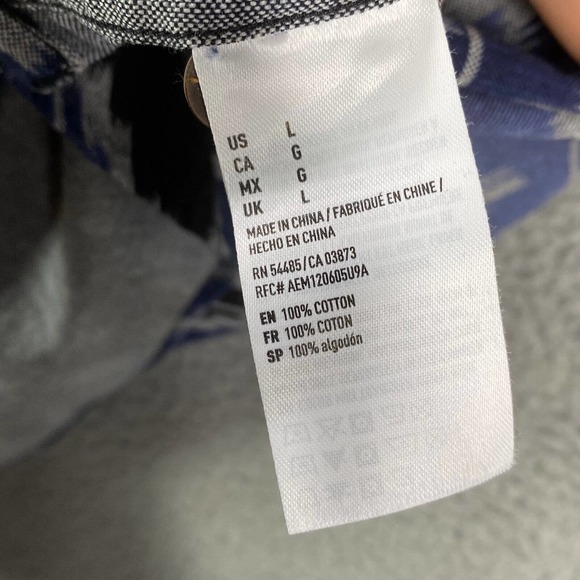 US L
CA G
MX G
UK L
MADE IN CHINA / FABRIQUÉ EN CHINE /
HECHO EN CHINA
RN 54485/CA 03873
RFC# AEM120605U9A
EN 100% COTTON
FR 100% COTON
SP 100% algodón